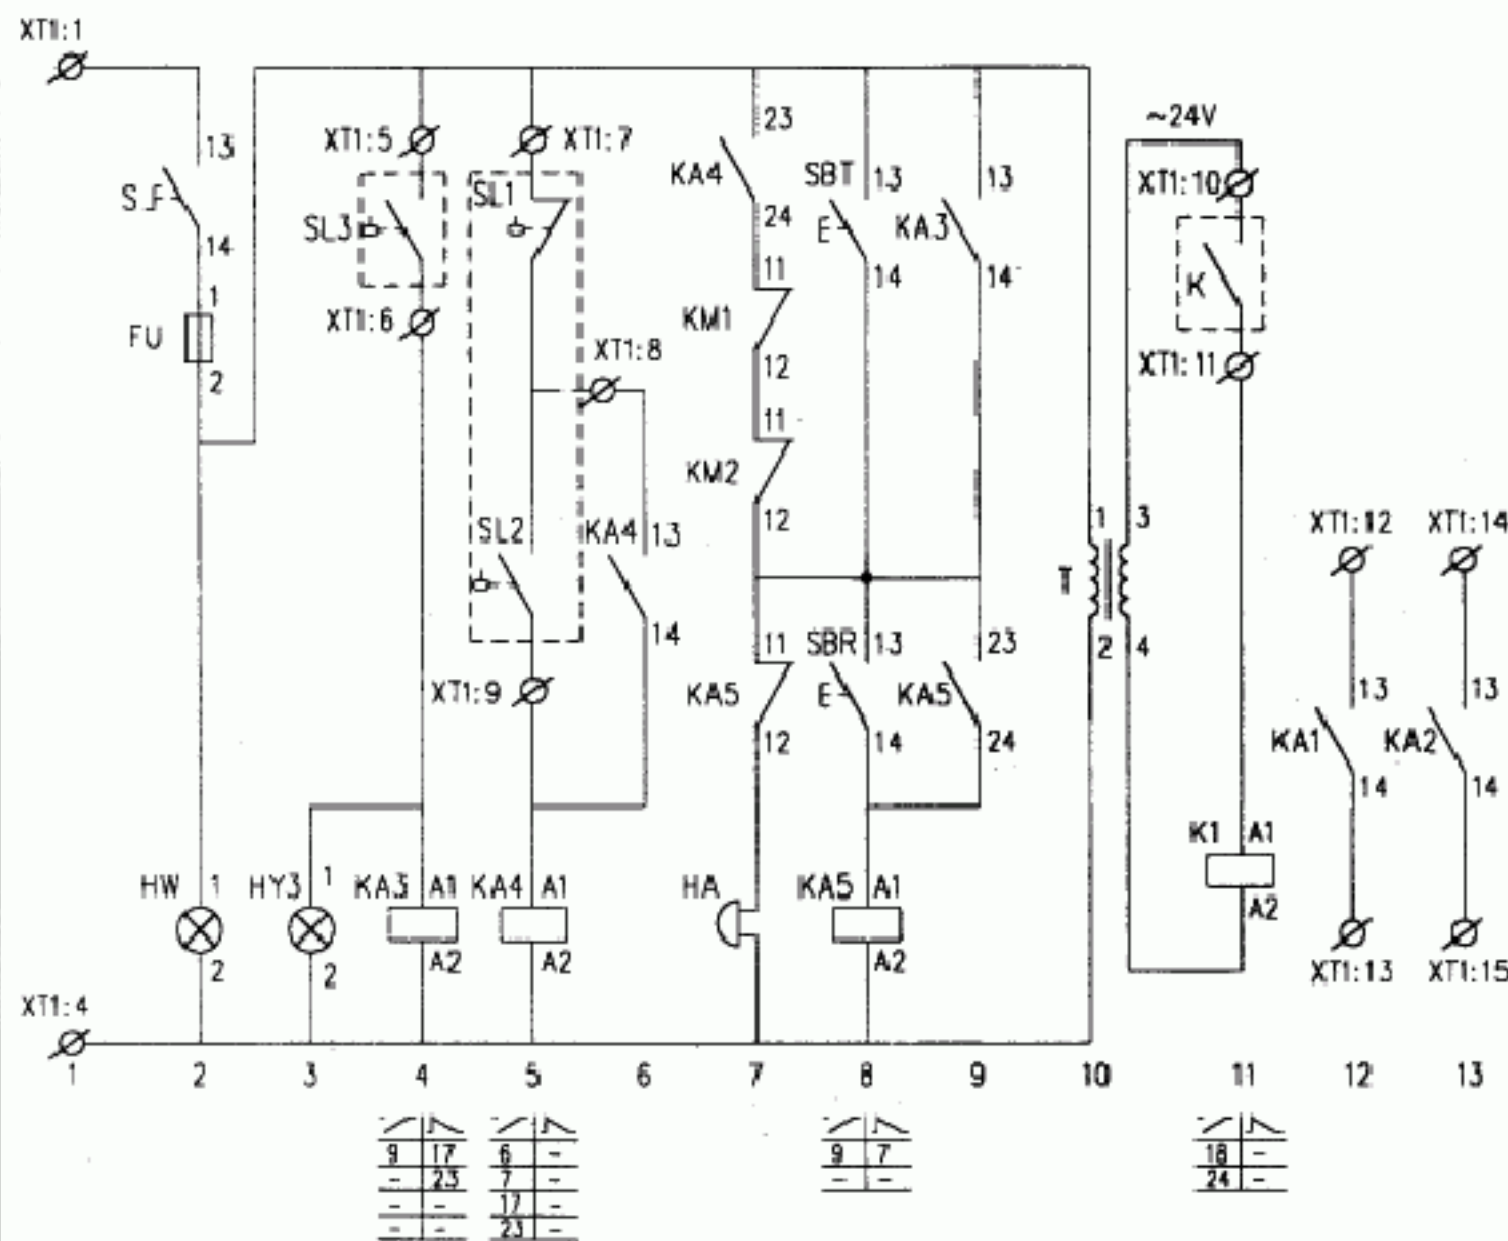 XT1:1
~24V
23
13
XT1:5
XT1:7
KA4
SBT
13
13
XT1:10
SF
SL1
14
SL3
24
E
KA3
11
14
14
K
1
XT1:6
KM1
FU
XT1:8
12
XT1:11
2
11
KM2
12
SL2
KA4
13
1
3
XT1:12
XT1:14
T
14
11
SBR
13
23
2
4
XT1:9
KA5
E
KA5
13
13
12
14
24
KA1
KA2
14
14
K1
A1
HW
1
HY3
1
KA3
A1
KA4
A1
HA
KA5
A1
A2
2
2
A2
A2
A2
XT1:13
XT1:15
XT1:4
1
2
3
4
5
6
7
8
9
10
11
12
13
9
17
6
-
9
7
18
-
-
23
7
-
-
-
24
-
-
-
17
-
-
-
23
-